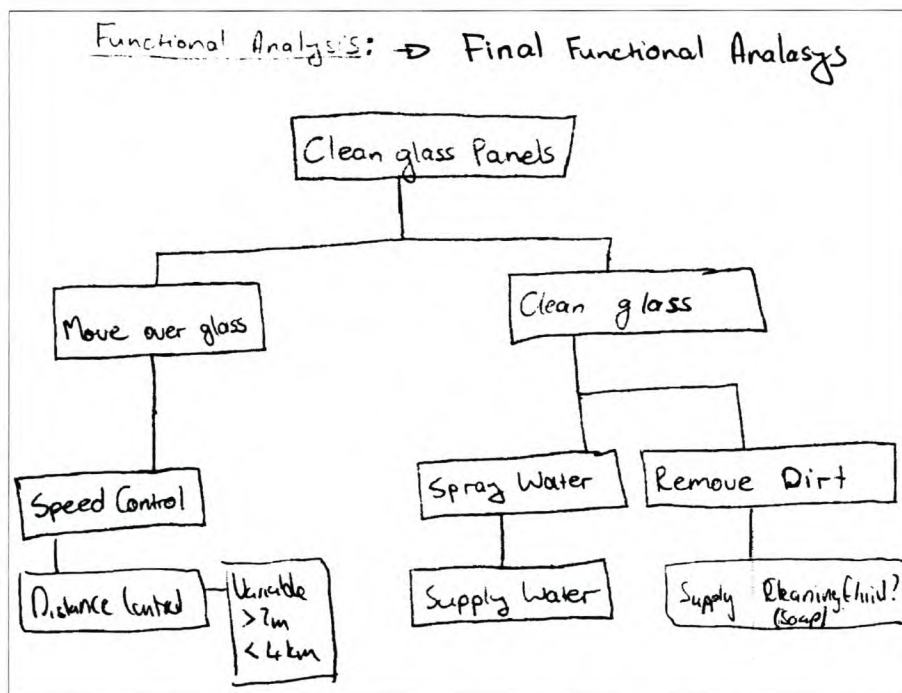 Functional Analysis: → Final Functional Analasys
Clean glass Panels
Move over glass
Clean glass
Speed Control
Spray Water
Remove Dirt
Distance Control
Variable
>2m
<4km
Supply Water
Supply Cleaning fluid?
(Soap)